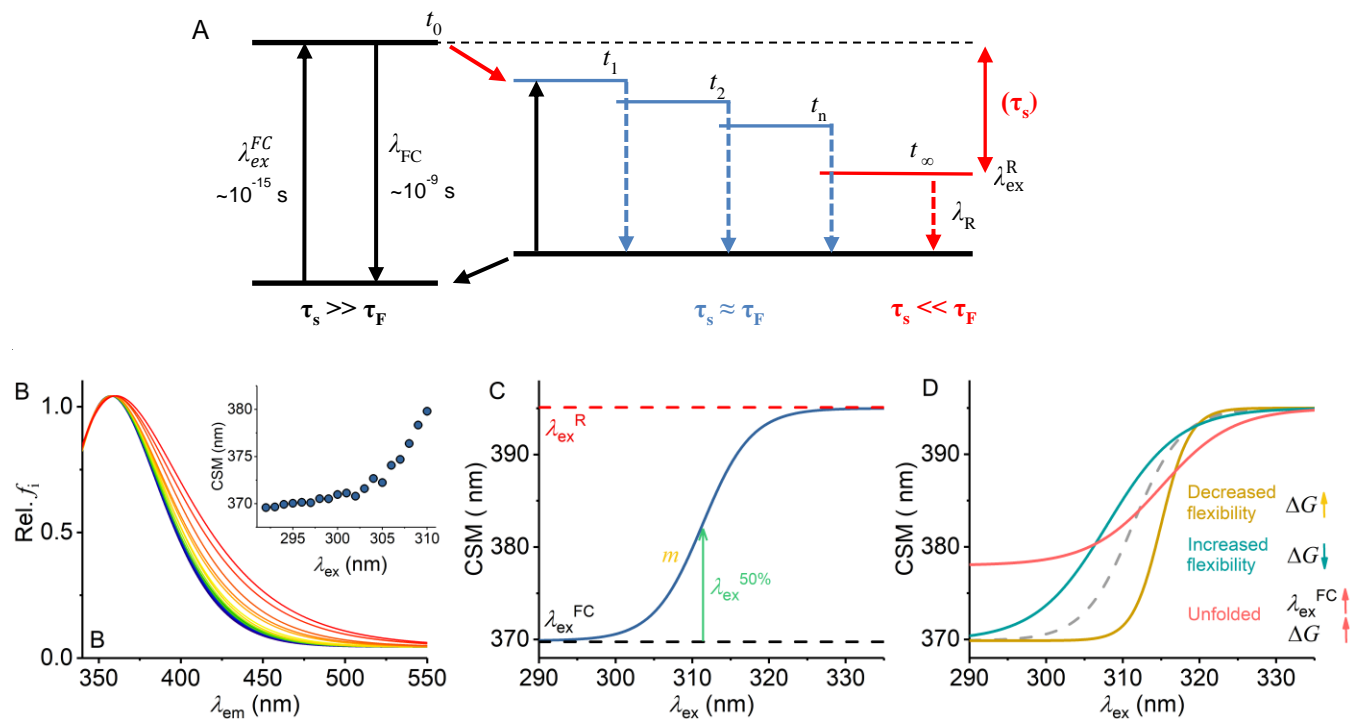 A
t₀
t₁
t₂
tₙ
t∞
(τₛ)
λₑₓᶠᶜ
~10⁻¹⁵ s
λFC
~10⁻⁹ s
λₑₓᴿ
λR
τₛ >> τF
τₛ ≈ τF
τₛ << τF
B
Rel. fᵢ
1.0
0.5
0.0
350 400 450 500 550
λₑₘ (nm)
B
CSM (nm)
380
375
370
295 300 305 310
λₑₓ (nm)
C
CSM ( nm)
390
380
370
290 300 310 320 330
λₑₓ (nm)
λₑₓᴿ
m
λₑₓ⁵⁰%
λₑₓᶠᶜ
D
CSM ( nm)
390
380
370
290 300 310 320 330
λₑₓ (nm)
Decreased
flexibility
ΔG
Increased
flexibility
ΔG
Unfolded
λₑₓᶠᶜ
ΔG